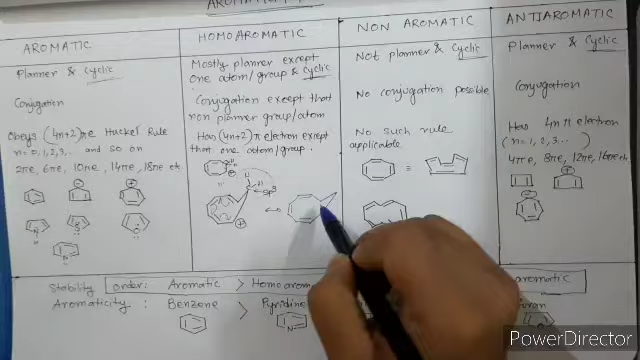 AROMATIC
HOMOAROMATIC
NON AROMATIC
ANTIAROMATIC
Planner & Cyclic
Conjugation
Obeys (4n+2)πe Huckel Rule
n=0,1,2,3,.. and so on
2πe, 6πe, 10πe, 14πe, 18πe etc.
Mostly planner except
one atom/group & Cyclic
Conjugation except that
non planner group/atom
Has (4n+2)π electron except
that one atom/group.
H
H
sp³
Not planner & Cyclic
No conjugation possible
No such rule
applicable
Planner & Cyclic
Conjugation
Has 4n π electron
(n=1,2,3...)
4πe, 8πe, 12πe, 16πe etc
Stability Order: Aromatic > Homoarom
aromatic
Aromaticity: Benzene > Pyridine
N
PowerDirector